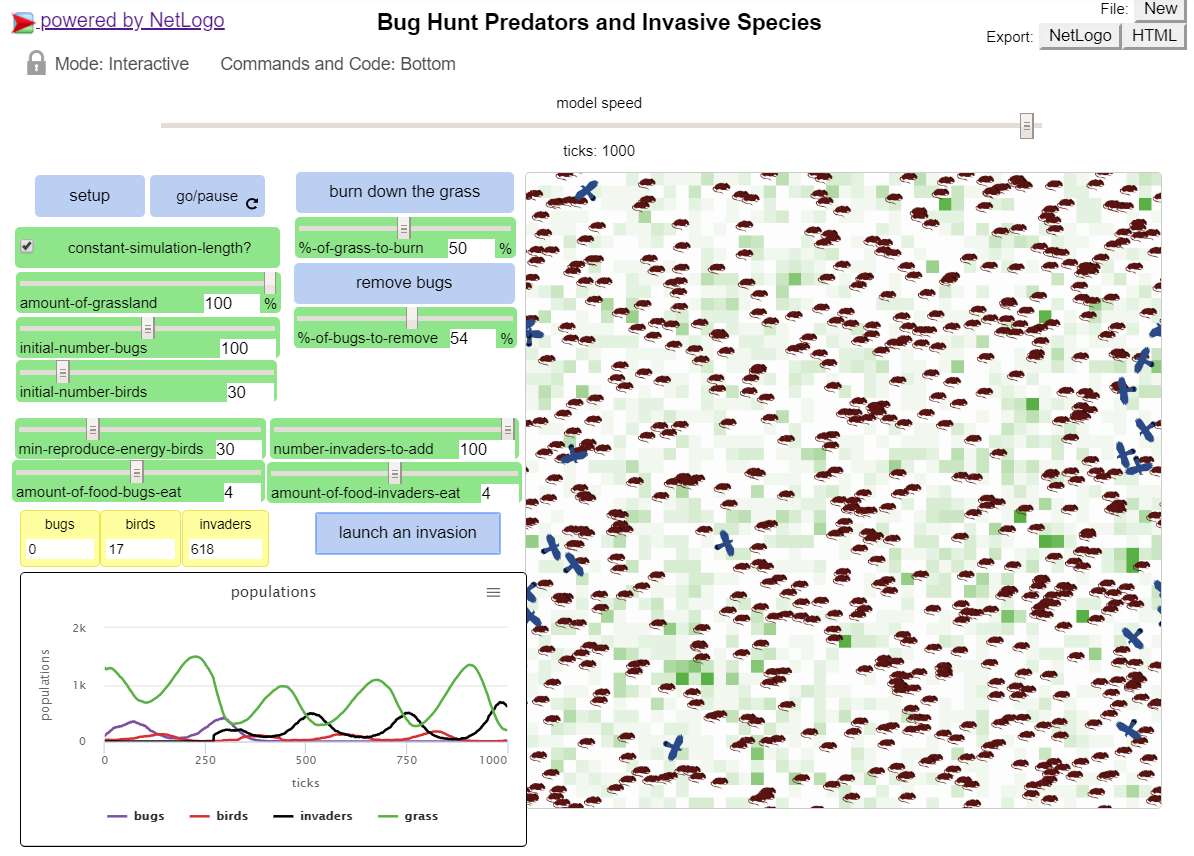 powered by NetLogo
Bug Hunt Predators and Invasive Species
File: New
Export: NetLogo HTML
Mode: Interactive
Commands and Code: Bottom
model speed
ticks: 1000
setup
go/pause
burn down the grass
constant-simulation-length?
%-of-grass-to-burn 50 %
remove bugs
amount-of-grassland 100 %
%-of-bugs-to-remove 54 %
initial-number-bugs 100
initial-number-birds 30
min-reproduce-energy-birds 30
number-invaders-to-add 100
amount-of-food-bugs-eat 4
amount-of-food-invaders-eat 4
bugs
0
birds
17
invaders
618
launch an invasion
populations
populations
2k
1k
0
0 250 500 750 1000
ticks
bugs birds invaders grass